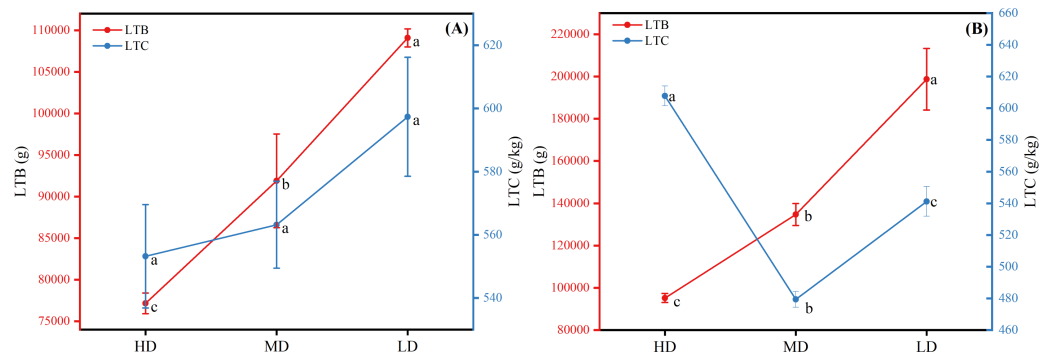 (A)
LTB
LTC
110000
105000
100000
95000
90000
85000
80000
75000
LTB (g)
620
600
580
560
540
LTC (g/kg)
a
a
b
a
a
c
HD
MD
LD
(B)
LTB
LTC
220000
200000
180000
160000
140000
120000
100000
80000
LTB (g)
660
640
620
600
580
560
540
520
500
480
460
LTC (g/kg)
a
a
b
c
c
b
HD
MD
LD